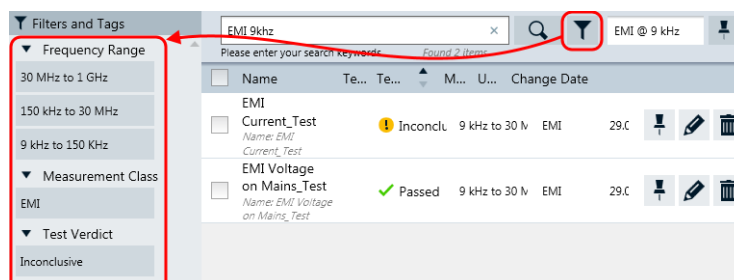 Filters and Tags
Frequency Range
30 MHz to 1 GHz
150 kHz to 30 MHz
9 kHz to 150 KHz
Measurement Class
EMI
Test Verdict
Inconclusive
EMI 9khz
EMI @ 9 kHz
Please enter your search keywords Found 2 items
Name Te... Te... M... U... Change Date
EMI
Current_Test
Name: EMI
Current_Test
Inconclu 9 kHz to 30 M EMI 29.0
EMI Voltage
on Mains_Test
Name: EMI Voltage
on Mains_Test
Passed 9 kHz to 30 M EMI 29.0